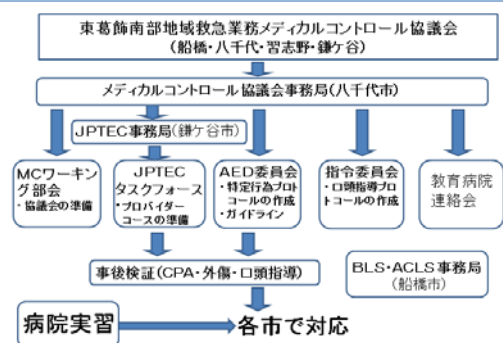 東葛飾南部地域救急業務メディカルコントロール協議会
(船橋・八千代・習志野・鎌ケ谷)
メディカルコントロール協議会事務局(八千代市)
JPTEC事務局(鎌ケ谷市)
MCワーキ
ング部会
・協議会の準備
JPTEC
タスクフォース
・プロバイダー
コースの準備
AED委員会
・特定行為プロト
コールの作成
・ガイドライン
指令委員会
・口頭指導プロ
トコールの作成
教育病院
連絡会
事後検証(CPA・外傷・口頭指導)
BLS・ACLS事務局
(船橋市)
病院実習
各市で対応